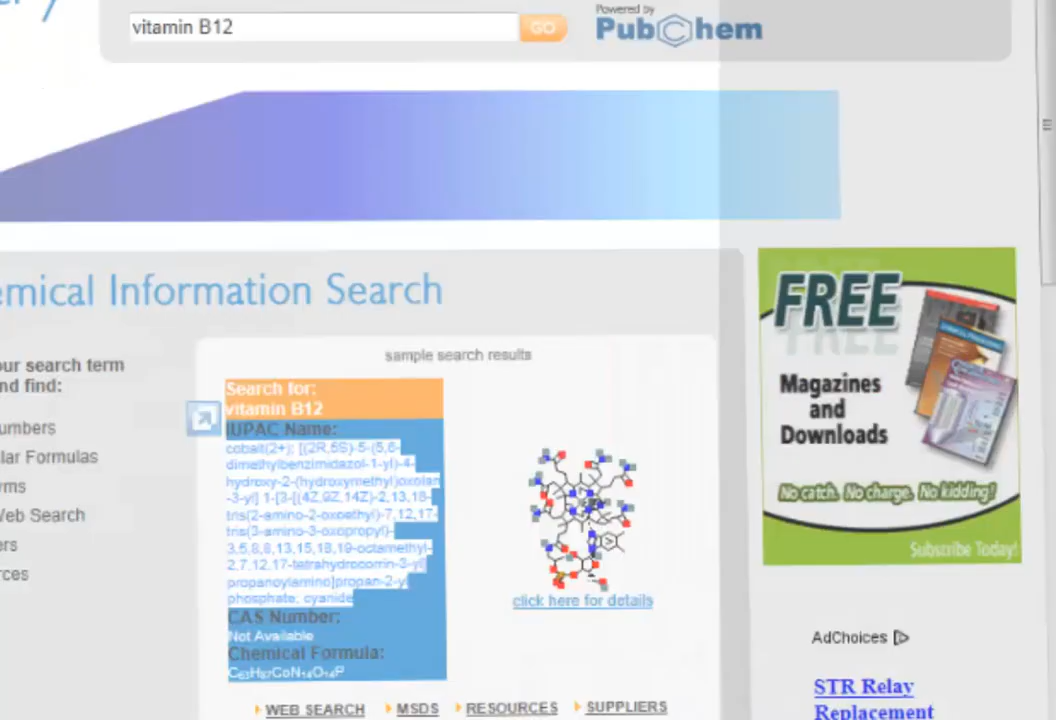 Powered by
vitamin B12
GO
PubChem
emical Information Search
our search term
nd find:
umbers
lar Formulas
ms
Web Search
ers
rces
sample search results
Search for:
vitamin B12
IUPAC Name:
cobalt(2+); [(2R,5S)-5-(5,6-
dimethylbenzimidazol-1-yl)-4-
hydroxy-2-(hydroxymethyl)oxolan
-3-yl] 1-[3-[(4Z,9Z,14Z)-2,13,18-
tris(2-amino-2-oxoethyl)-7,12,17-
tris(3-amino-3-oxopropyl)-
3,5,8,8,13,15,18,19-octamethyl-
2,7,12,17-tetrahydrocorrin-3-yl]
propanoylamino]propan-2-yl
phosphate; cyanide
CAS Number:
Not Available
Chemical Formula:
C₆₃H₈₇CoN₁₄O₁₄P
click here for details
WEB SEARCH
MSDS
RESOURCES
SUPPLIERS
FREE
Magazines
and
Downloads
No catch. No charge. No kidding!
Subscribe Today!
AdChoices
STR Relay
Replacement